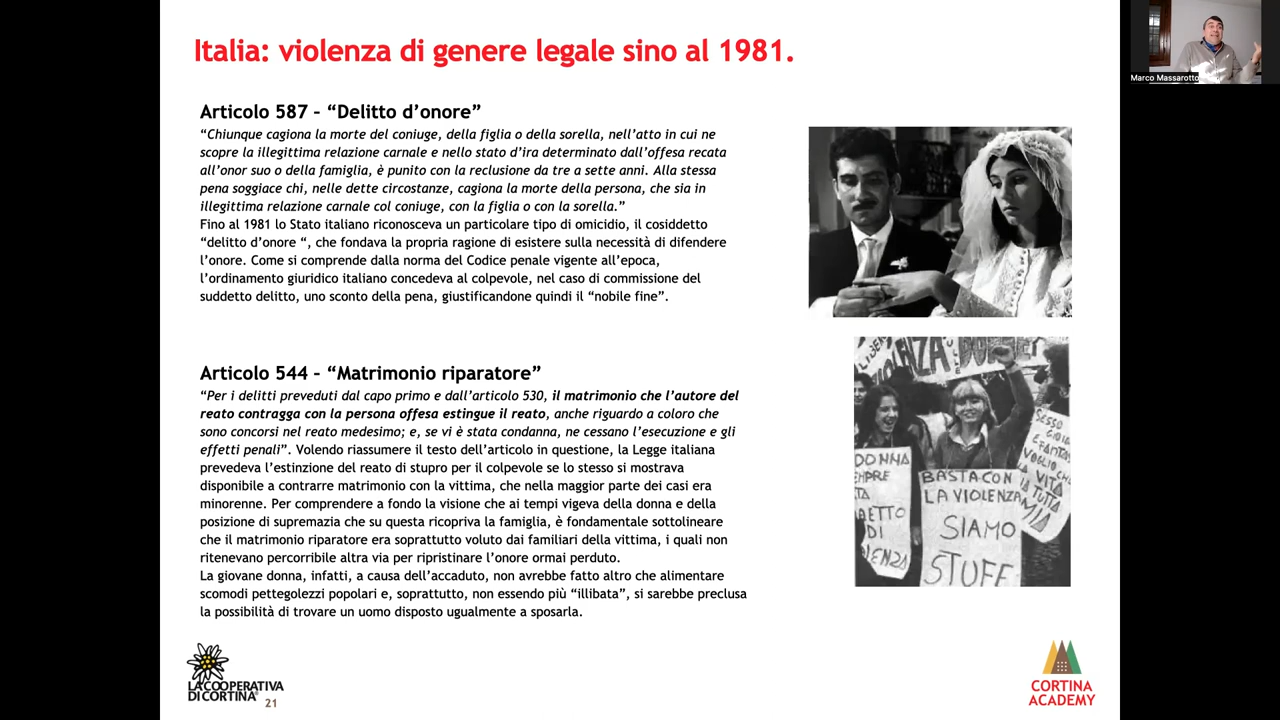 Italia: violenza di genere legale sino al 1981.
Marco Massarotto
Articolo 587 – “Delitto d’onore”
“Chiunque cagiona la morte del coniuge, della figlia o della sorella, nell’atto in cui ne
scopre la illegittima relazione carnale e nello stato d’ira determinato dall’offesa recata
all’onor suo o della famiglia, è punito con la reclusione da tre a sette anni. Alla stessa
pena soggiace chi, nelle dette circostanze, cagiona la morte della persona, che sia in
illegittima relazione carnale col coniuge, con la figlia o con la sorella.”
Fino al 1981 lo Stato italiano riconosceva un particolare tipo di omicidio, il cosiddetto
“delitto d’onore “, che fondava la propria ragione di esistere sulla necessità di difendere
l’onore. Come si comprende dalla norma del Codice penale vigente all’epoca,
l’ordinamento giuridico italiano concedeva al colpevole, nel caso di commissione del
suddetto delitto, uno sconto della pena, giustificandone quindi il “nobile fine”.
Articolo 544 – “Matrimonio riparatore”
“Per i delitti preveduti dal capo primo e dall’articolo 530, il matrimonio che l’autore del
reato contragga con la persona offesa estingue il reato, anche riguardo a coloro che
sono concorsi nel reato medesimo; e, se vi è stata condanna, ne cessano l’esecuzione e gli
effetti penali”. Volendo riassumere il testo dell’articolo in questione, la Legge italiana
prevedeva l’estinzione del reato di stupro per il colpevole se lo stesso si mostrava
disponibile a contrarre matrimonio con la vittima, che nella maggior parte dei casi era
minorenne. Per comprendere a fondo la visione che ai tempi vigeva della donna e della
posizione di supremazia che su questa ricopriva la famiglia, è fondamentale sottolineare
che il matrimonio riparatore era soprattutto voluto dai familiari della vittima, i quali non
ritenevano percorribile altra via per ripristinare l’onore ormai perduto.
La giovane donna, infatti, a causa dell’accaduto, non avrebbe fatto altro che alimentare
scomodi pettegolezzi popolari e, soprattutto, non essendo più “illibata”, si sarebbe preclusa
la possibilità di trovare un uomo disposto ugualmente a sposarla.
DONNA
DI
BASTA CON
LA VIOLENZA
SIAMO
STUFE
SESSO
VOGLIO
VITA
TUTTA
MIA
LA COOPERATIVA
DI CORTINA
21
CORTINA
ACADEMY